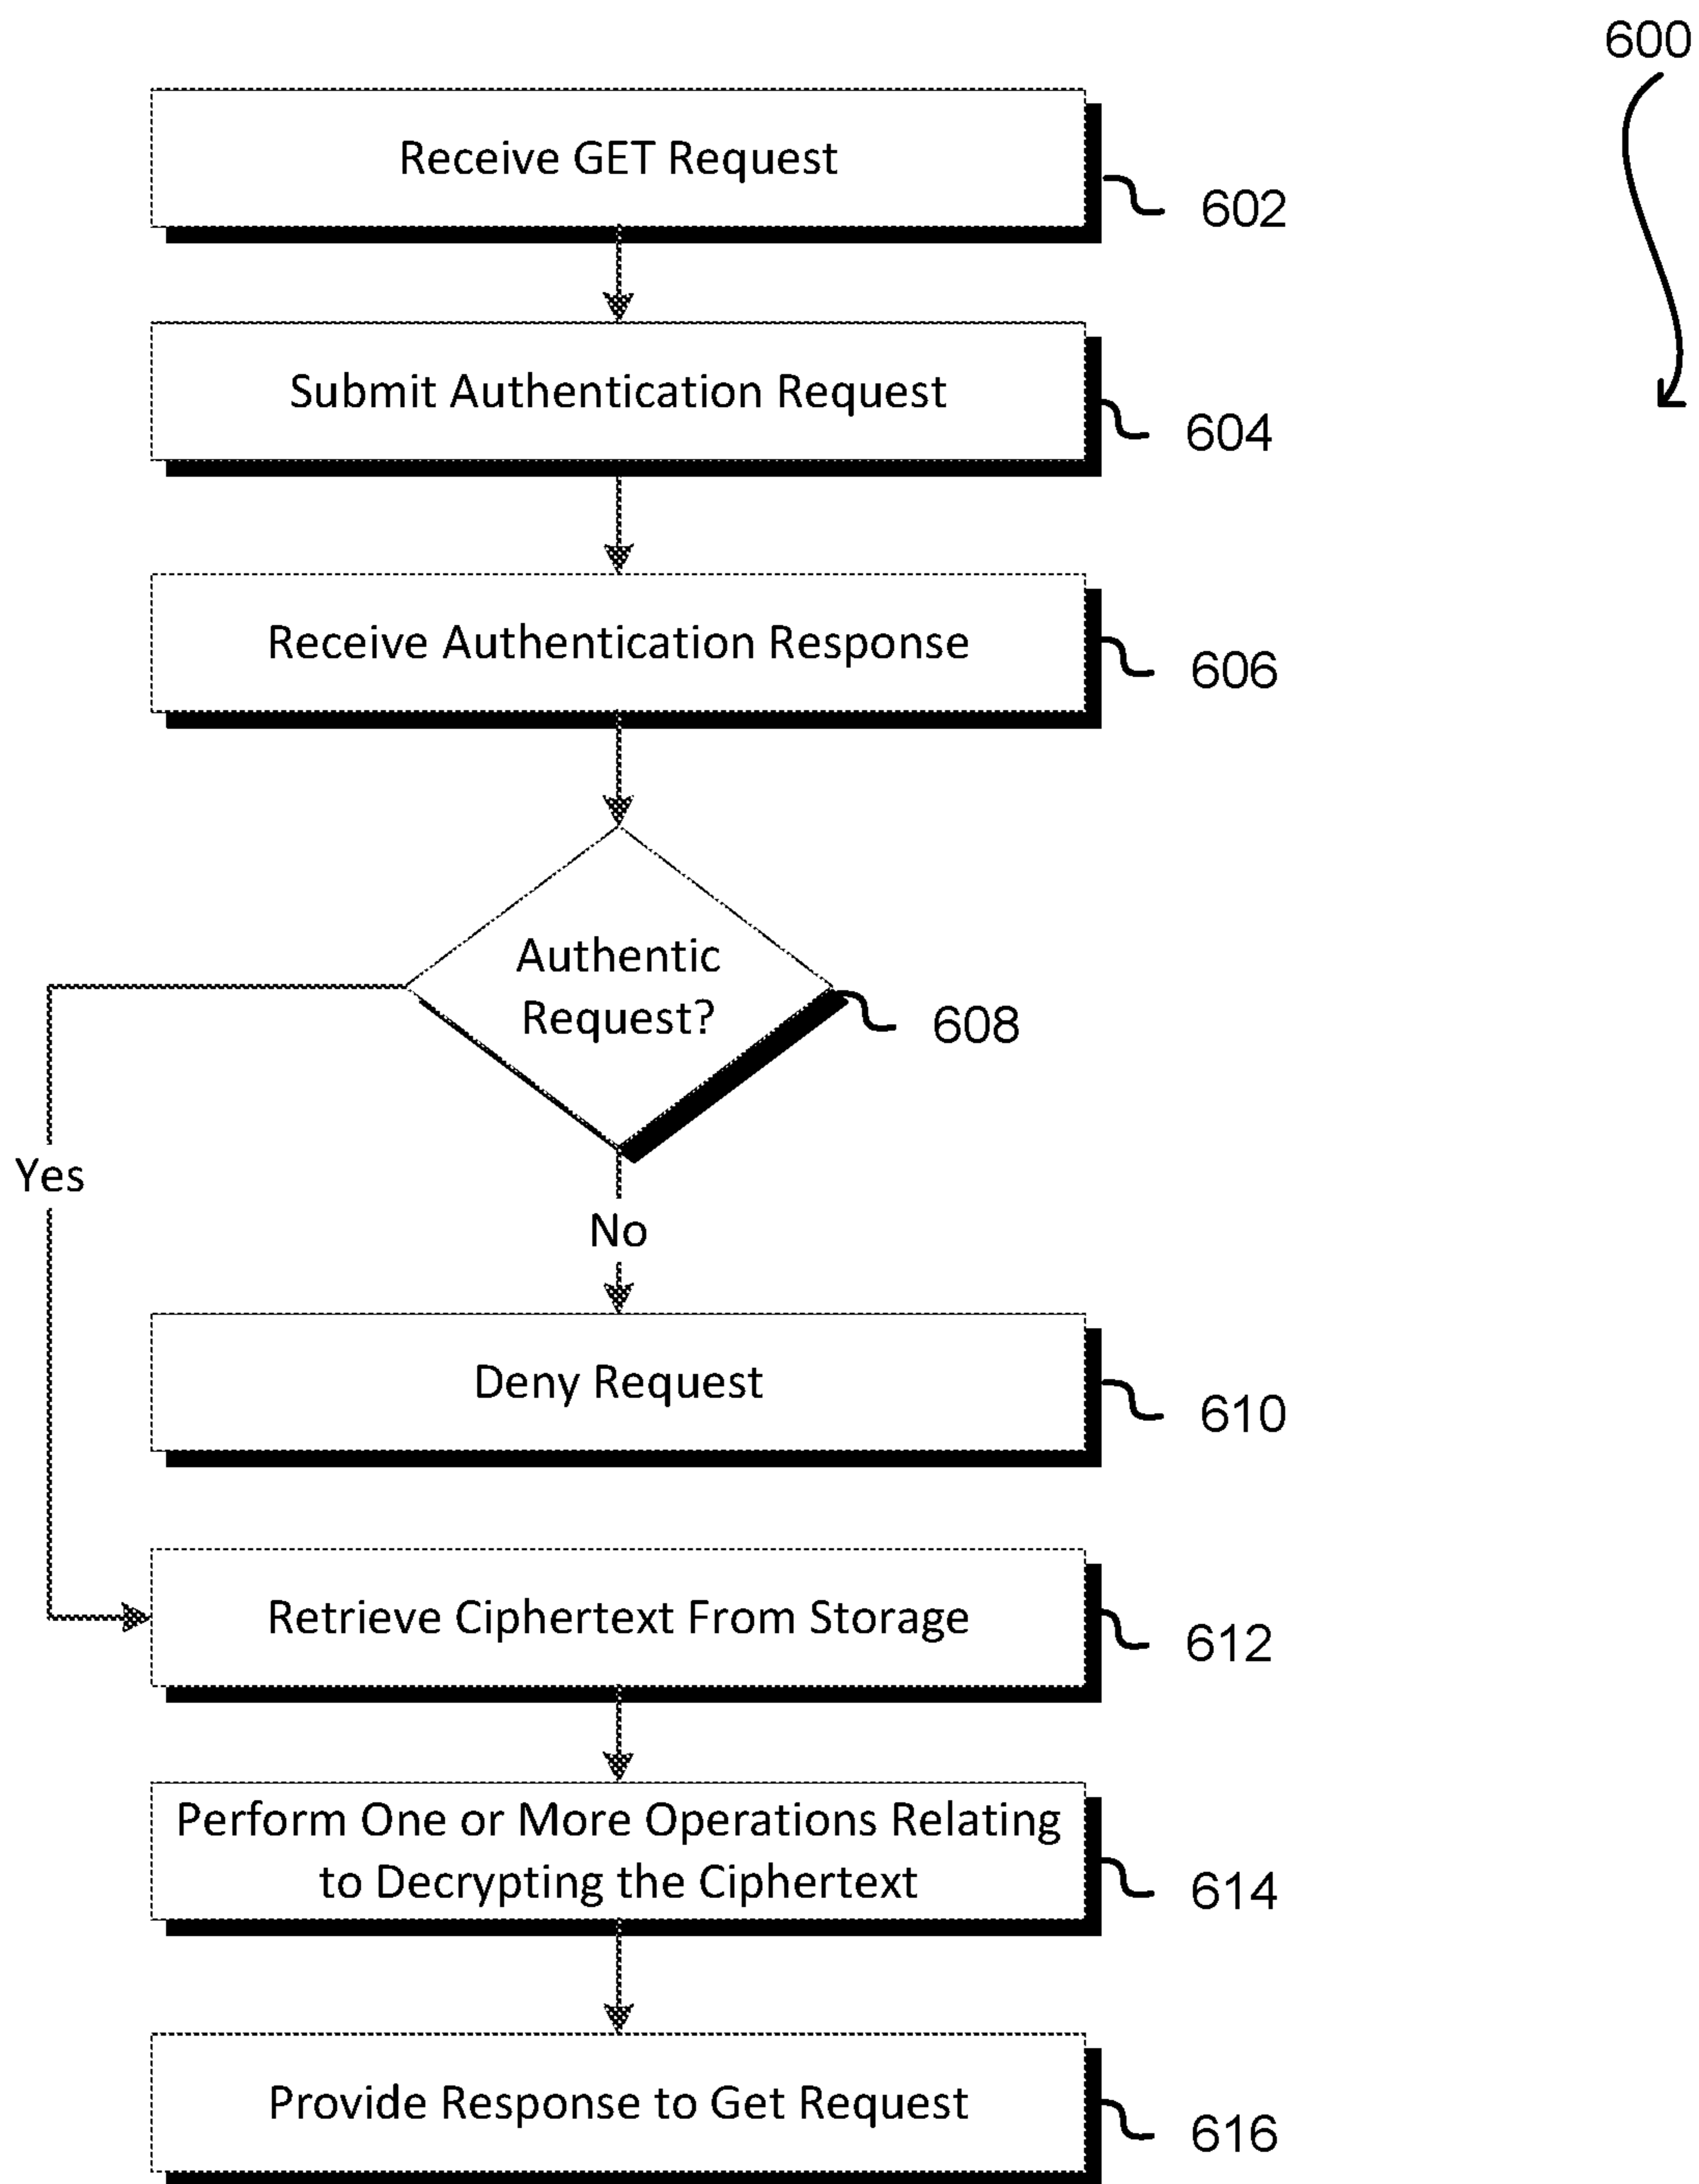 600
Receive GET Request
602
Submit Authentication Request
604
Receive Authentication Response
606
Authentic
Request?
608
Yes
No
Deny Request
610
Retrieve Ciphertext From Storage
612
Perform One or More Operations Relating
to Decrypting the Ciphertext
614
Provide Response to Get Request
616